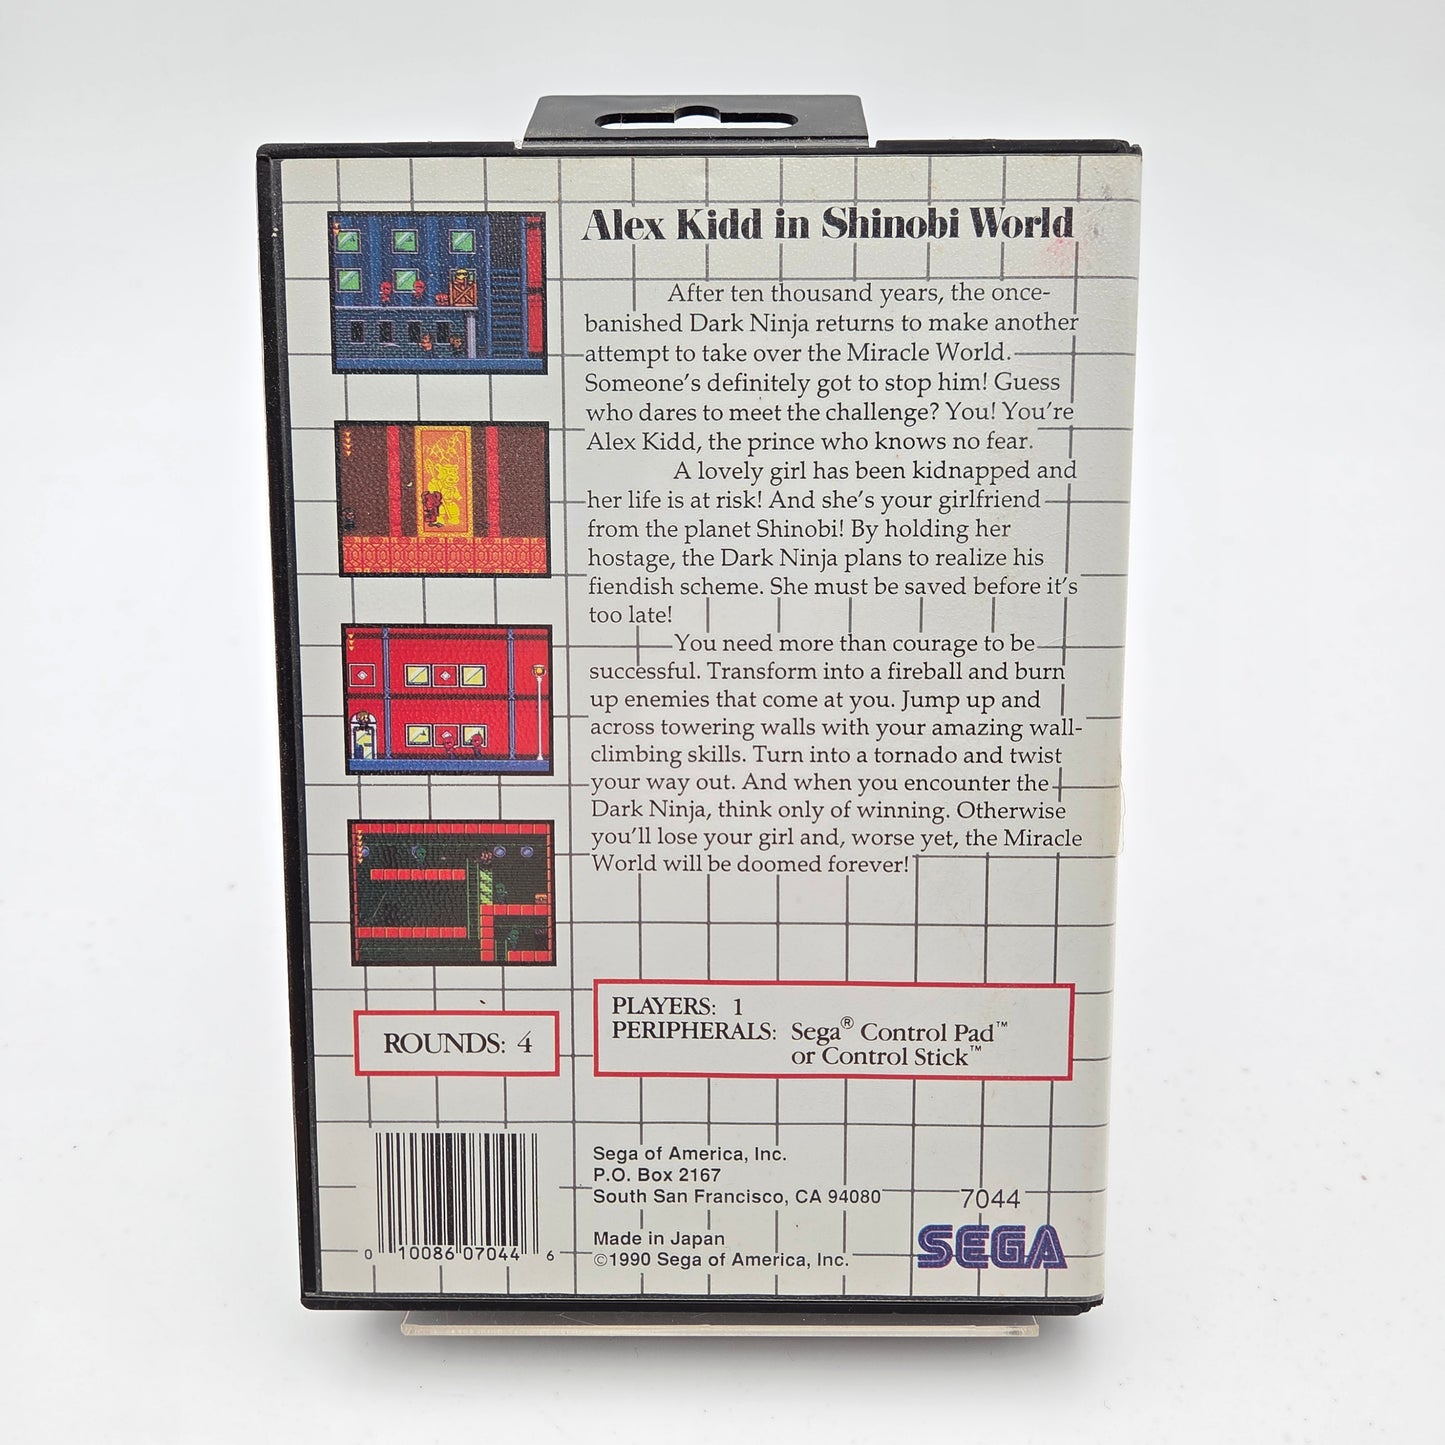 Alex Kidd in Shinobi World
After ten thousand years, the once-
banished Dark Ninja returns to make another
attempt to take over the Miracle World.
Someone's definitely got to stop him! Guess
who dares to meet the challenge? You! You're
Alex Kidd, the prince who knows no fear.
A lovely girl has been kidnapped and
her life is at risk! And she's your girlfriend
from the planet Shinobi! By holding her
hostage, the Dark Ninja plans to realize his
fiendish scheme. She must be saved before it's
too late!
You need more than courage to be
successful. Transform into a fireball and burn
up enemies that come at you. Jump up and
across towering walls with your amazing wall-
climbing skills. Turn into a tornado and twist
your way out. And when you encounter the
Dark Ninja, think only of winning. Otherwise
you'll lose your girl and, worse yet, the Miracle
World will be doomed forever!
ROUNDS: 4
PLAYERS: 1
PERIPHERALS: Sega® Control Pad™
or Control Stick™
0 10086 07044 6
Sega of America, Inc.
P.O. Box 2167
South San Francisco, CA 94080
Made in Japan
©1990 Sega of America, Inc.
7044
SEGA